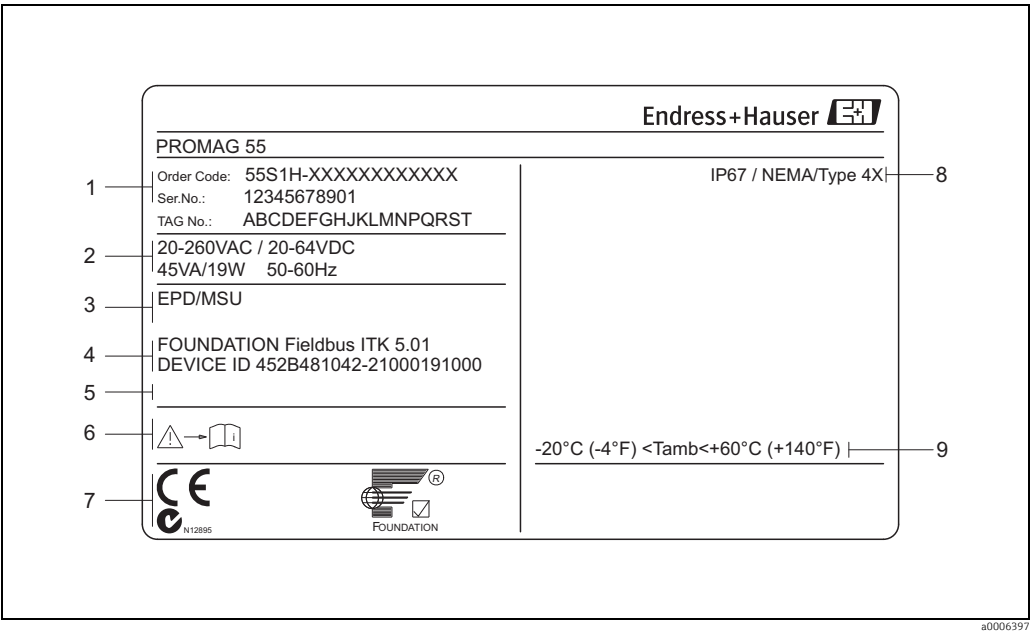 Endress+Hauser
PROMAG 55
1
Order Code: 55S1H-XXXXXXXXXXXX
Ser.No.: 12345678901
TAG No.: ABCDEFGHJKLMNPQRST
2
20-260VAC / 20-64VDC
45VA/19W 50-60Hz
3
EPD/MSU
4
FOUNDATION Fieldbus ITK 5.01
DEVICE ID 452B481042-21000191000
5
6
i
7
CE
N12895
®
FOUNDATION
IP67 / NEMA/Type 4X
8
-20°C (-4°F) <Tamb<+60°C (+140°F)
9
a0006397